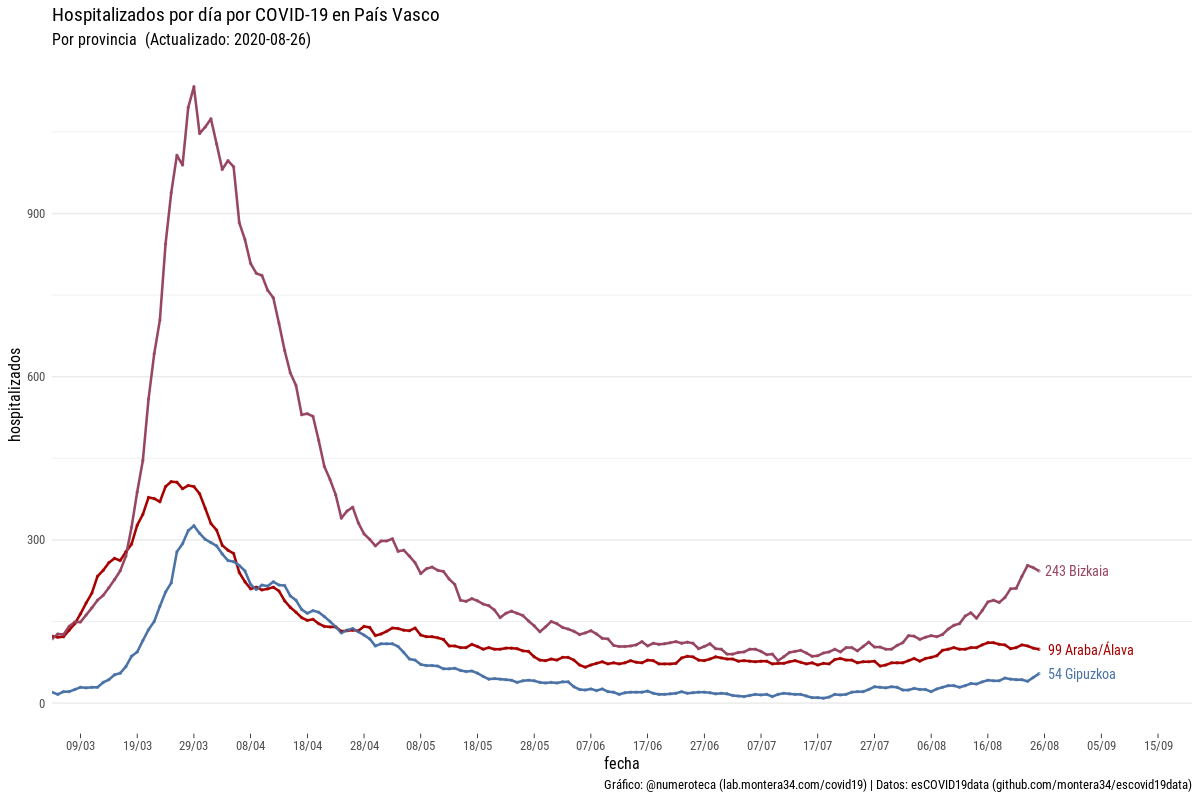 Hospitalizados por día por COVID-19 en País Vasco
Por provincia (Actualizado: 2020-08-26)
hospitalizados
900
600
300
0
243 Bizkaia
99 Araba/Álava
54 Gipuzkoa
09/03 19/03 29/03 08/04 18/04 28/04 08/05 18/05 28/05 07/06 17/06 27/06 07/07 17/07 27/07 06/08 16/08 26/08 05/09 15/09
fecha
Gráfico: @numeroteca (lab.montera34.com/covid19) | Datos: esCOVID19data (github.com/montera34/escovid19data)